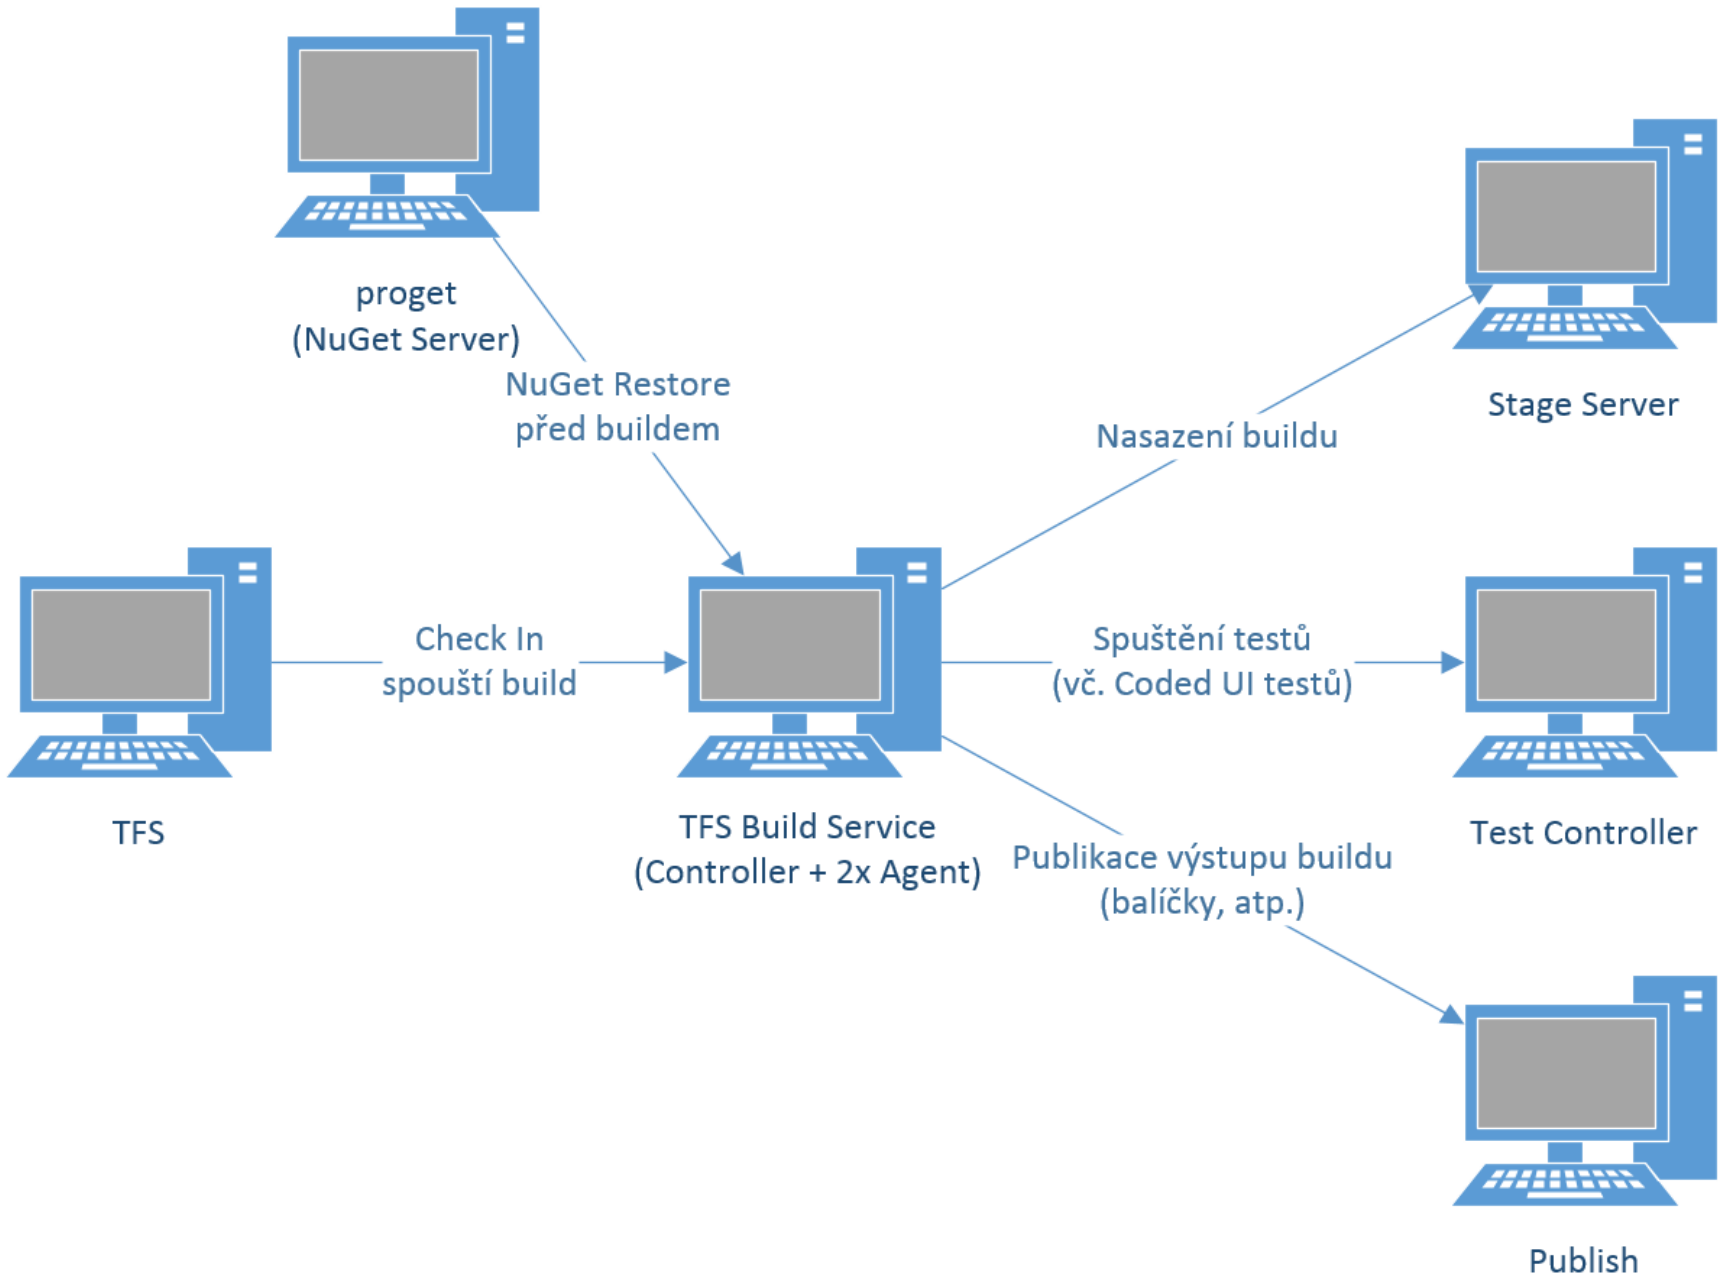 proget
(NuGet Server)
NuGet Restore
před buildem
Stage Server
Nasazení buildu
Check In
spouští build
Spuštění testů
(vč. Coded UI testů)
TFS
TFS Build Service
(Controller + 2x Agent)
Test Controller
Publikace výstupu buildu
(balíčky, atp.)
Publish